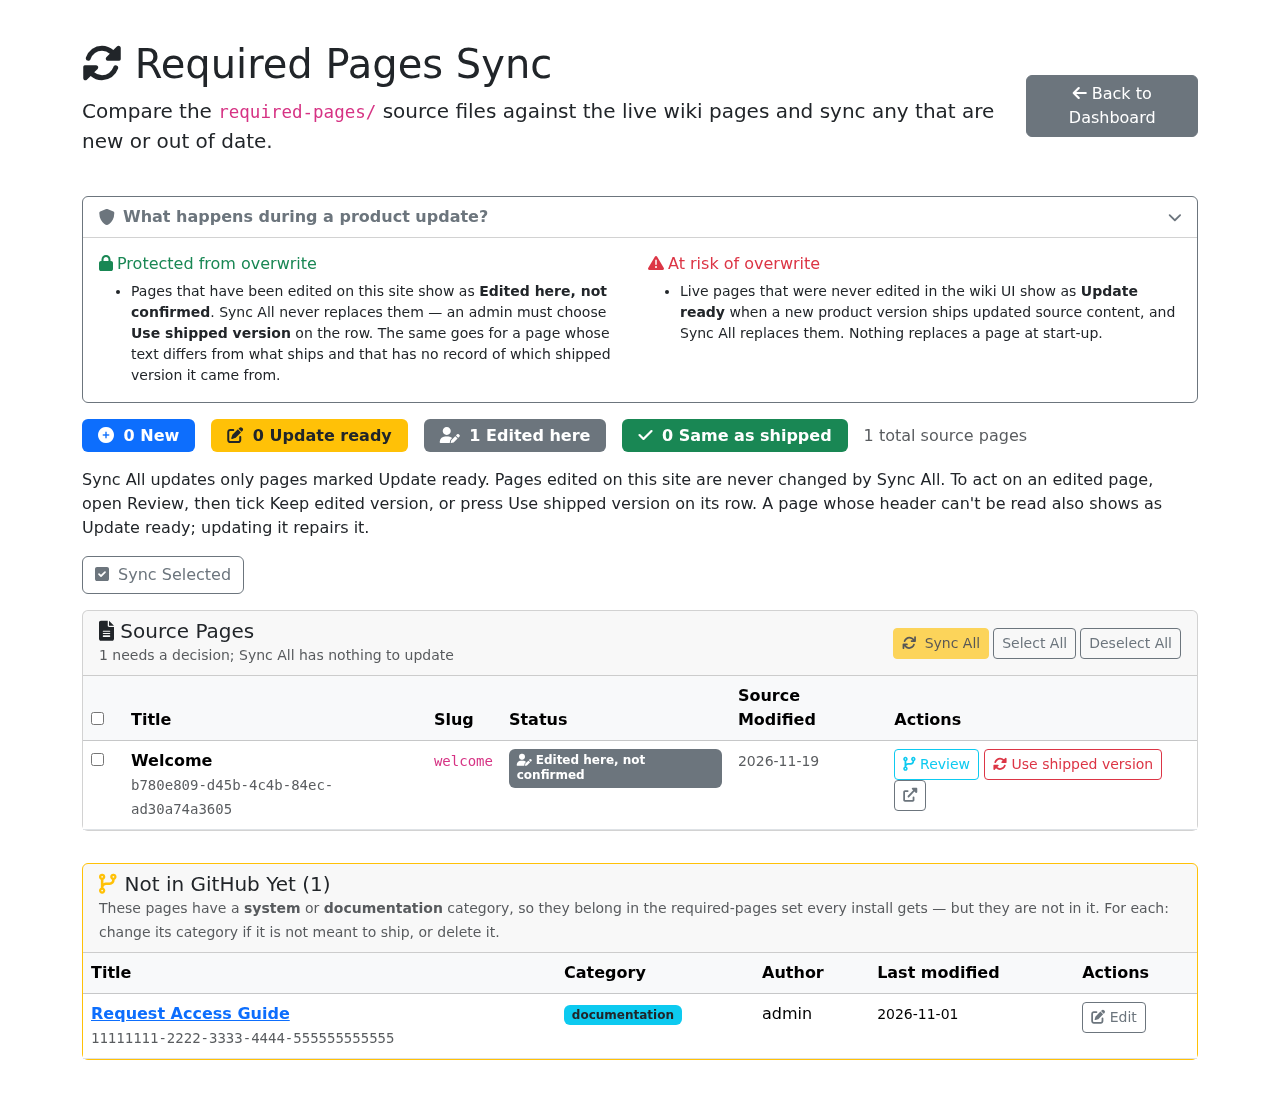 Required Pages Sync
Compare the required-pages/ source files against the live wiki pages and sync any that are
new or out of date.
Back to
Dashboard
What happens during a product update?
Protected from overwrite
• Pages that have been edited on this site show as Edited here, not
confirmed. Sync All never replaces them — an admin must choose
Use shipped version on the row. The same goes for a page whose
text differs from what ships and that has no record of which shipped
version it came from.
At risk of overwrite
• Live pages that were never edited in the wiki UI show as Update
ready when a new product version ships updated source content, and
Sync All replaces them. Nothing replaces a page at start-up.
0 New
0 Update ready
1 Edited here
0 Same as shipped
1 total source pages
Sync All updates only pages marked Update ready. Pages edited on this site are never changed by Sync All. To act on an edited page,
open Review, then tick Keep edited version, or press Use shipped version on its row. A page whose header can't be read also shows as
Update ready; updating it repairs it.
Sync Selected
Source Pages
1 needs a decision; Sync All has nothing to update
Sync All
Select All
Deselect All
Title
Slug
Status
Source
Modified
Actions
Welcome
b780e809-d45b-4c4b-84ec-
ad30a74a3605
welcome
Edited here, not
confirmed
2026-11-19
Review
Use shipped version
Not in GitHub Yet (1)
These pages have a system or documentation category, so they belong in the required-pages set every install gets — but they are not in it. For each:
change its category if it is not meant to ship, or delete it.
Title
Category
Author
Last modified
Actions
Request Access Guide
11111111-2222-3333-4444-555555555555
documentation
admin
2026-11-01
Edit